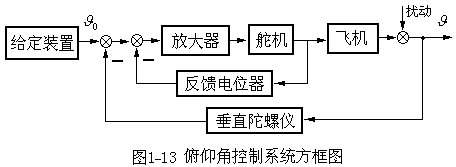 扰动
给定装置
ϑ₀
放大器
舵机
飞机
ϑ
反馈电位器
垂直陀螺仪
图1-13 俯仰角控制系统方框图